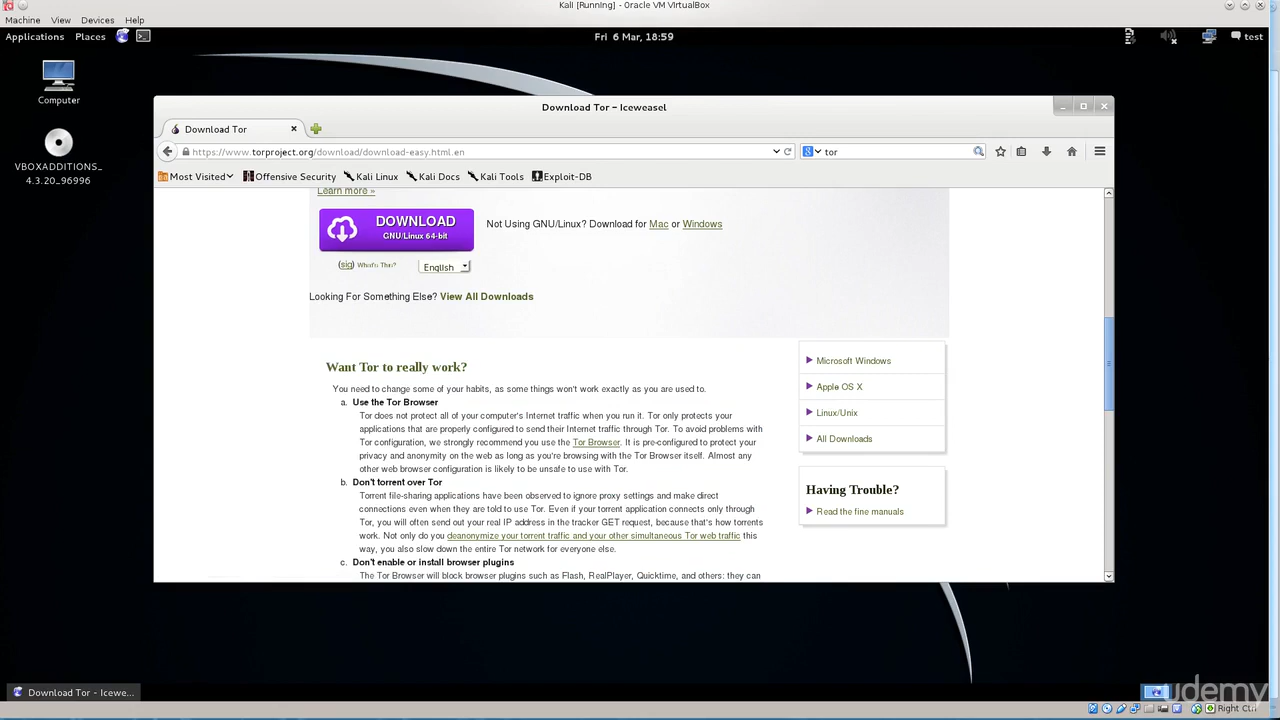 Kali [Running] - Oracle VM VirtualBox
Machine View Devices Help
Applications Places Fri 6 Mar, 18:59 test
Computer
VBOXADDITIONS_
4.3.20_96996
Download Tor - Iceweasel
Download Tor
https://www.torproject.org/download/download-easy.html.en tor
Most Visited Offensive Security Kali Linux Kali Docs Kali Tools Exploit-DB
Learn more »
DOWNLOAD
GNU/Linux 64-bit
Not Using GNU/Linux? Download for Mac or Windows
(sig) What's This? English
Looking For Something Else? View All Downloads
Want Tor to really work?
You need to change some of your habits, as some things won't work exactly as you are used to.
a. Use the Tor Browser
Tor does not protect all of your computer's Internet traffic when you run it. Tor only protects your
applications that are properly configured to send their Internet traffic through Tor. To avoid problems with
Tor configuration, we strongly recommend you use the Tor Browser. It is pre-configured to protect your
privacy and anonymity on the web as long as you're browsing with the Tor Browser itself. Almost any
other web browser configuration is likely to be unsafe to use with Tor.
b. Don't torrent over Tor
Torrent file-sharing applications have been observed to ignore proxy settings and make direct
connections even when they are told to use Tor. Even if your torrent application connects only through
Tor, you will often send out your real IP address in the tracker GET request, because that's how torrents
work. Not only do you deanonymize your torrent traffic and your other simultaneous Tor web traffic this
way, you also slow down the entire Tor network for everyone else.
c. Don't enable or install browser plugins
The Tor Browser will block browser plugins such as Flash, RealPlayer, Quicktime, and others: they can
Microsoft Windows
Apple OS X
Linux/Unix
All Downloads
Having Trouble?
Read the fine manuals
Download Tor - Icewe...
udemy
Right Ctrl